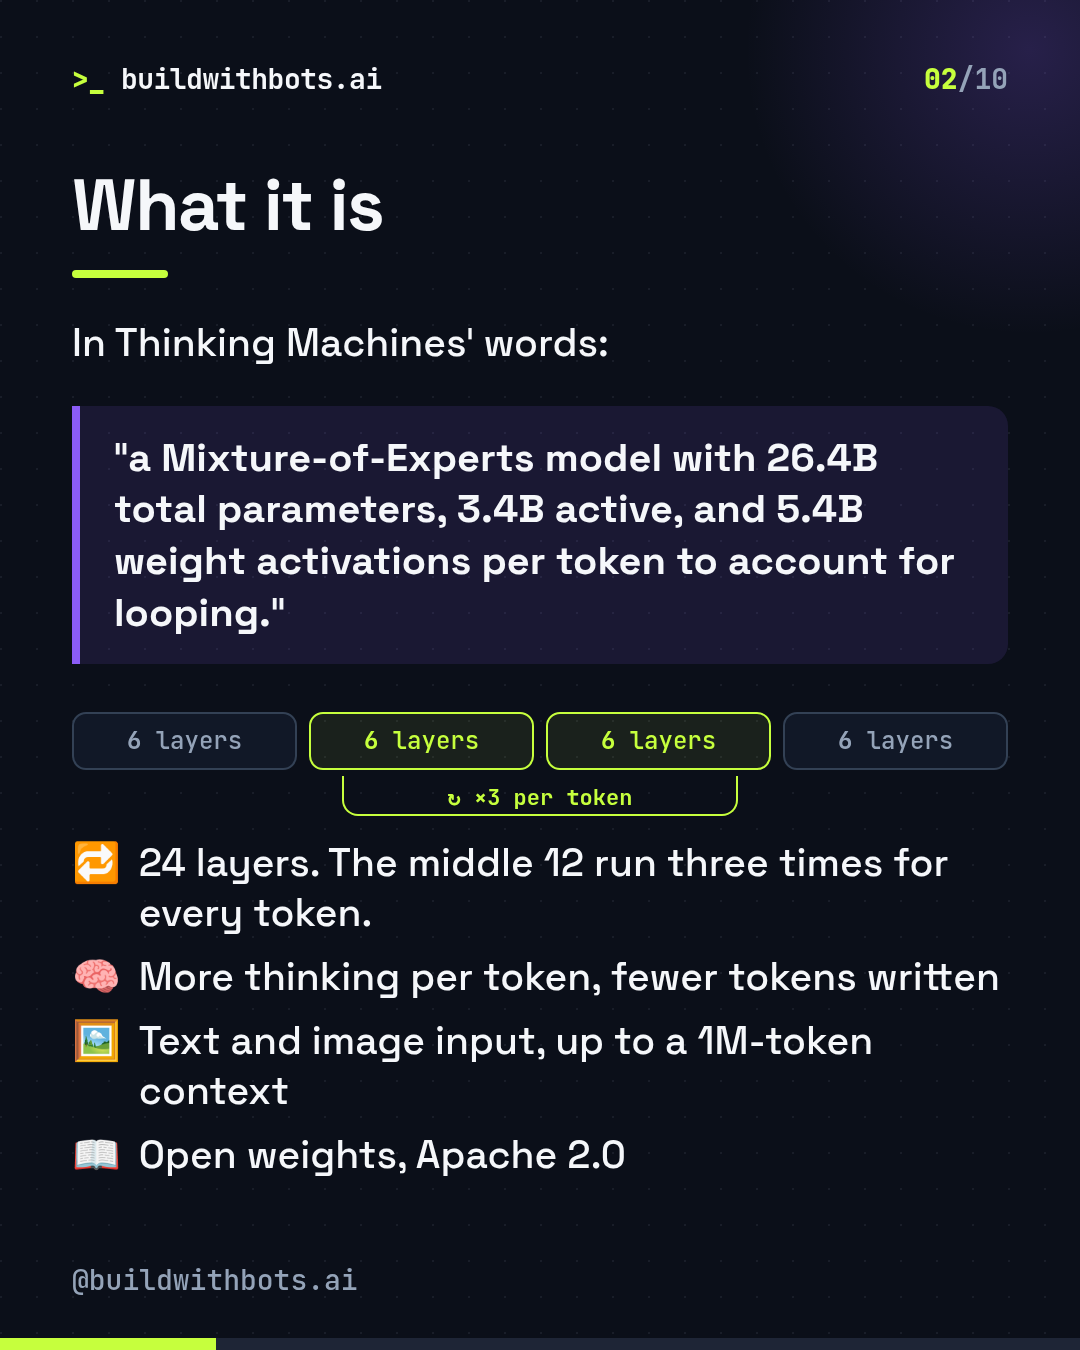 >_ buildwithbots.ai
02/10
What it is
In Thinking Machines' words:
"a Mixture-of-Experts model with 26.4B
total parameters, 3.4B active, and 5.4B
weight activations per token to account for
looping."
6 layers
6 layers
6 layers
6 layers
↻ ×3 per token
🔁 24 layers. The middle 12 run three times for
every token.
🧠 More thinking per token, fewer tokens written
🖼️ Text and image input, up to a 1M-token
context
📖 Open weights, Apache 2.0
@buildwithbots.ai